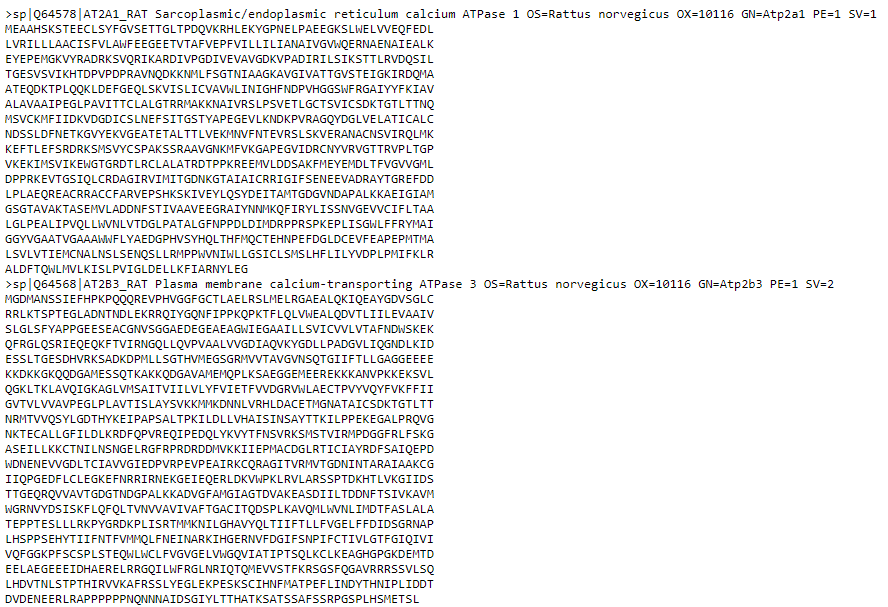 >sp|Q64578|AT2A1_RAT Sarcoplasmic/endoplasmic reticulum calcium ATPase 1 OS=Rattus norvegicus OX=10116 GN=Atp2a1 PE=1 SV=1
MEAAHSKSTEECLSYFGVSETTGLTPDQVKRHLEKYGPNELPAEEGKSLWELVVEQFEDL
LVRILLLAACISFVLAWFEEGEETVTAFVEPFVILLILIANAIVGVWQERNAENAIEALK
EYEPEMGKVYRADRKSVQRIKARDIVPGDIVEVAVGDKVPADIRILSIKSTTLRVDQSIL
TGESVSVIKHTDPVPDPRAVNQDKKNMLFSGTNIAAGKAVGIVATTGVSTEIGKIRDQMA
ATEQDKTPLQQKLDEFGEQLSKVISLICVAVWLINIGHFNDPVHGGSWFRGAIYYFKIAV
ALAVAAIPEGLPAVITTCLALGTRRMAKKNAIVRSLPSVETLGCTSVICSDKTGTLTTNQ
MSVCKMFIIDKVDGDICSLNEFSITGSTYAPEGEVLKNDKPVRAGQYDGLVELATICALC
NDSSLDFNETKGVYEKVGEATETALTTLVEKMNVFNTEVRSLSKVERANACNSVIRQLMK
KEFTLEFSRDRKSMSVYCSPAKSSRAAVGNKMFVKGAPEGVIDRCNYVRVGTTRVPLTGP
VKEKIMSVIKEWGTGRDTLRCLALATRDTPPKREEMVLDDSAKFMEYEMDLTFVGVVGML
DPPRKEVTGSIQLCRDAGIRVIMITGDNKGTAIAICRRIGIFSENEEVADRAYTGREFDD
LPLAEQREACRRACCFARVEPSHKSKIVEYLQSYDEITAMTGDGVNDAPALKKAEIGIAM
GSGTAVAKTASEMVLADDNFSTIVAAVEEGRAIYNNMKQFIRYLISSNVGEVVCIFLTAA
LGLPEALIPVQLLWVNLVTDGLPATALGFNPPDLDIMDRPPRSPKEPLISGWLFFRYMAI
GGYVGAATVGAAAWWFLYAEDGPHVSYHQLTHFMQCTEHNPEFDGLDCEVFEAPEPMTMA
LSVLVTIEMCNALNSLSENQSLLRMPPWVNIWLLGSICLSMSLHFLILYVDPLPMIFKLR
ALDFTQWLMVLKISLPVIGLDELLKFIARNYLEG
>sp|Q64568|AT2B3_RAT Plasma membrane calcium-transporting ATPase 3 OS=Rattus norvegicus OX=10116 GN=Atp2b3 PE=1 SV=2
MGDMANSSIEFHPKPQQQREVPHVGGFGCTLAELRSLMELRGAEALQKIQEAYGDVSGLC
RRLKTSPTEGLADNTNDLEKRRQIYGQNFIPPKQPKTFLQLVWEALQDVTLIILEVAAIV
SLGLSFYAPPGEESEACGNVSGGAEDEGEAEAGWIEGAAILLSVICVVLVTAFNDWSKEK
QFRGLQSRIEQEQKFTVIRNGQLLQVPVAALVVGDIAQVKYGDLLPADGVLIQGNDLKID
ESSLTGESDHVRKSADKDPMLLSGTHVMEGSGRMVVTAVGVNSQTGIIFTLLGAGGEEEE
KKDKKGKQQDGAMESSQTKAKKQDGAVAMEMQPLKSAEGGEMEEREKKKANVPKKEKSVL
QGKLTKLAVQIGKAGLVMSAITVIILVLYFVIETFVVDGRVWLAECTPVYVQYFVKFFII
GVTVLVVAVPEGLPLAVTISLAYSVKKMMKDNNLVRHLDACETMGNATAICSDKTGTLTT
NRMTVVQSYLGDTHYKEIPAPSALTPKILDLLVHAISINSAYTTKILPPEKEGALPRQVG
NKTECALLGFILDLKRDFQPVREQIPEDQLYKVYTFNSVRKSMSTVIRMPDGGFRLFSKG
ASEILLKKCTNILNSNGELRGFRPRDRDDMVKKIIEPMACDGLRTICIAYRDFSAIQEPD
WDNENEVVGDLTCIAVVGIEDPVRPEVPEAIRKCQRAGITVRMVTGDNINTARAIAAKCG
IIQPGEDFLCLEGKEFNRRIRNEKGEIEQERLDKVWPKLRVLARSSPTDKHTLVKGIIDS
TTGEQRQVVAVTGDGTNDGPALKKADVGFAMGIAGTDVAKEASDIILTDDNFTSIVKAVM
WGRNVYDSISKFLQFQLTVNVVAVIVAFTGACITQDSPLKAVQMLWVNLIMDTFASLALA
TEPPTESLLLRKPYGRDKPLISRTMMKNILGHAVYQLTIIFTLLFVGELFFDIDSGRNAP
LHSPPSEHYTIIFNTFVMMQLFNEINARKIHGERNVFDGIFSNPIFCTIVLGTFGIQIVI
VQFGGKPFSCSPLSTEQWLWCLFVGVGELVWGQVIATIPTSQLKCLKEAGHGPGKDEMTD
EELAEGEEEIDHAERELRRGQILWFRGLNRIQTQMEVVSTFKRSGSFQGAVRRRSSVLSQ
LHDVTNLSTPTHIRVVKAFRSSLYEGLEKPESKSCIHNFMATPEFLINDYTHNIPLIDDT
DVDENEERLRAPPPPPPNQNNNAIDSGIYLTTHATKSATSSAFSSRPGSPLHSMETSL